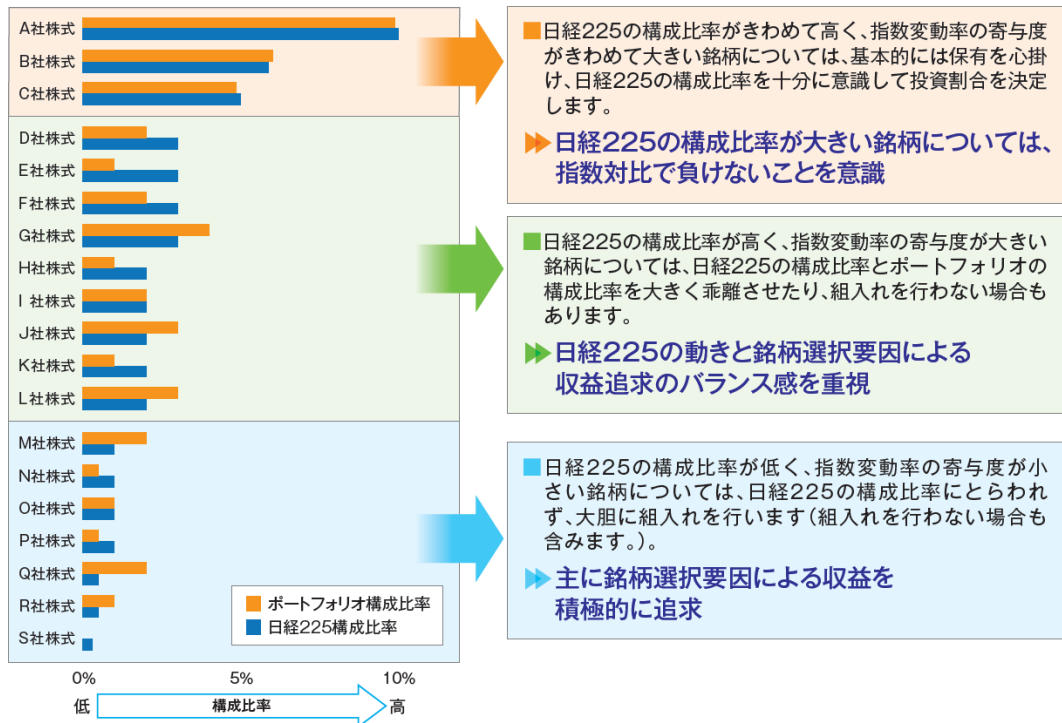 A社株式
B社株式
C社株式
D社株式
E社株式
F社株式
G社株式
H社株式
I社株式
J社株式
K社株式
L社株式
M社株式
N社株式
O社株式
P社株式
Q社株式
R社株式
S社株式
ポートフォリオ構成比率
日経225構成比率
0%
5%
10%
低
構成比率
高
■日経225の構成比率がきわめて高く、指数変動率の寄与度
がきわめて大きい銘柄については、基本的には保有を心掛
け、日経225の構成比率を十分に意識して投資割合を決定
します。
日経225の構成比率が大きい銘柄については、
指数対比で負けないことを意識
■日経225の構成比率が高く、指数変動率の寄与度が大きい
銘柄については、日経225の構成比率とポートフォリオの
構成比率を大きく乖離させたり、組入れを行わない場合も
あります。
日経225の動きと銘柄選択要因による
収益追求のバランス感を重視
■日経225の構成比率が低く、指数変動率の寄与度が小
さい銘柄については、日経225の構成比率にとらわれ
ず、大胆に組入れを行います(組入れを行わない場合も
含みます。)。
主に銘柄選択要因による収益を
積極的に追求